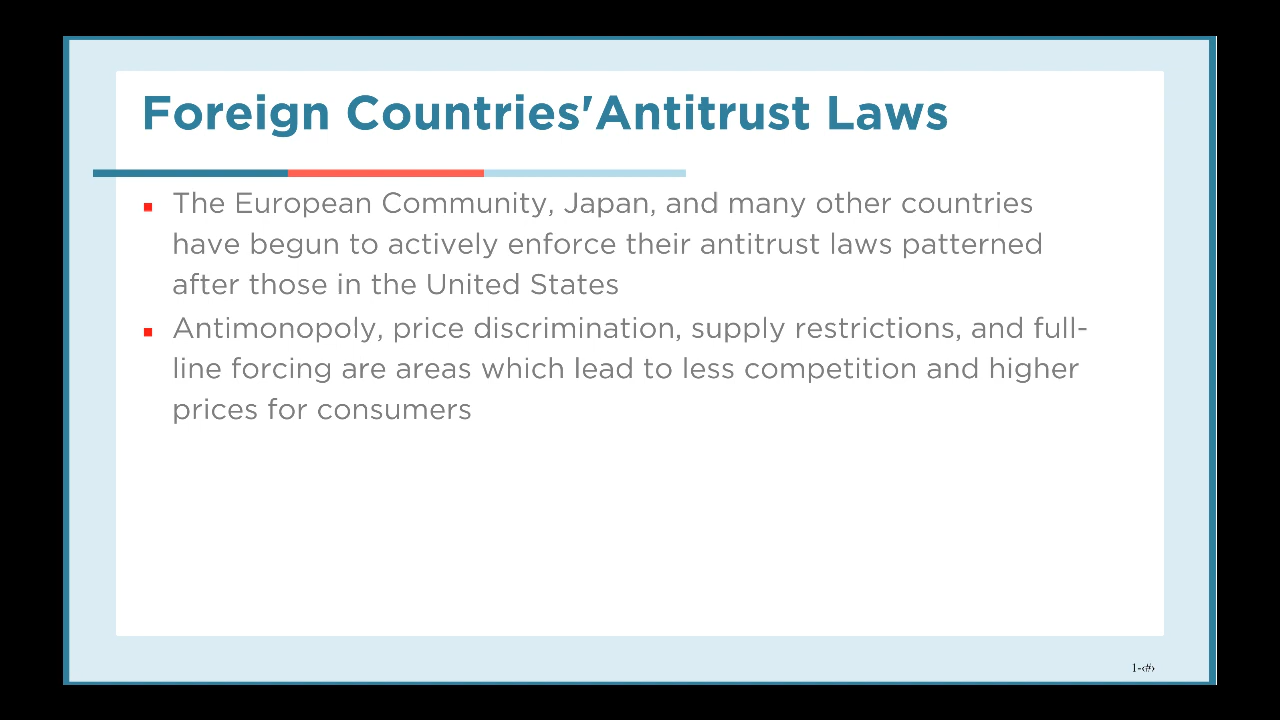 Foreign Countries'Antitrust Laws
▪ The European Community, Japan, and many other countries
have begun to actively enforce their antitrust laws patterned
after those in the United States
▪ Antimonopoly, price discrimination, supply restrictions, and full-
line forcing are areas which lead to less competition and higher
prices for consumers
1-‹#›